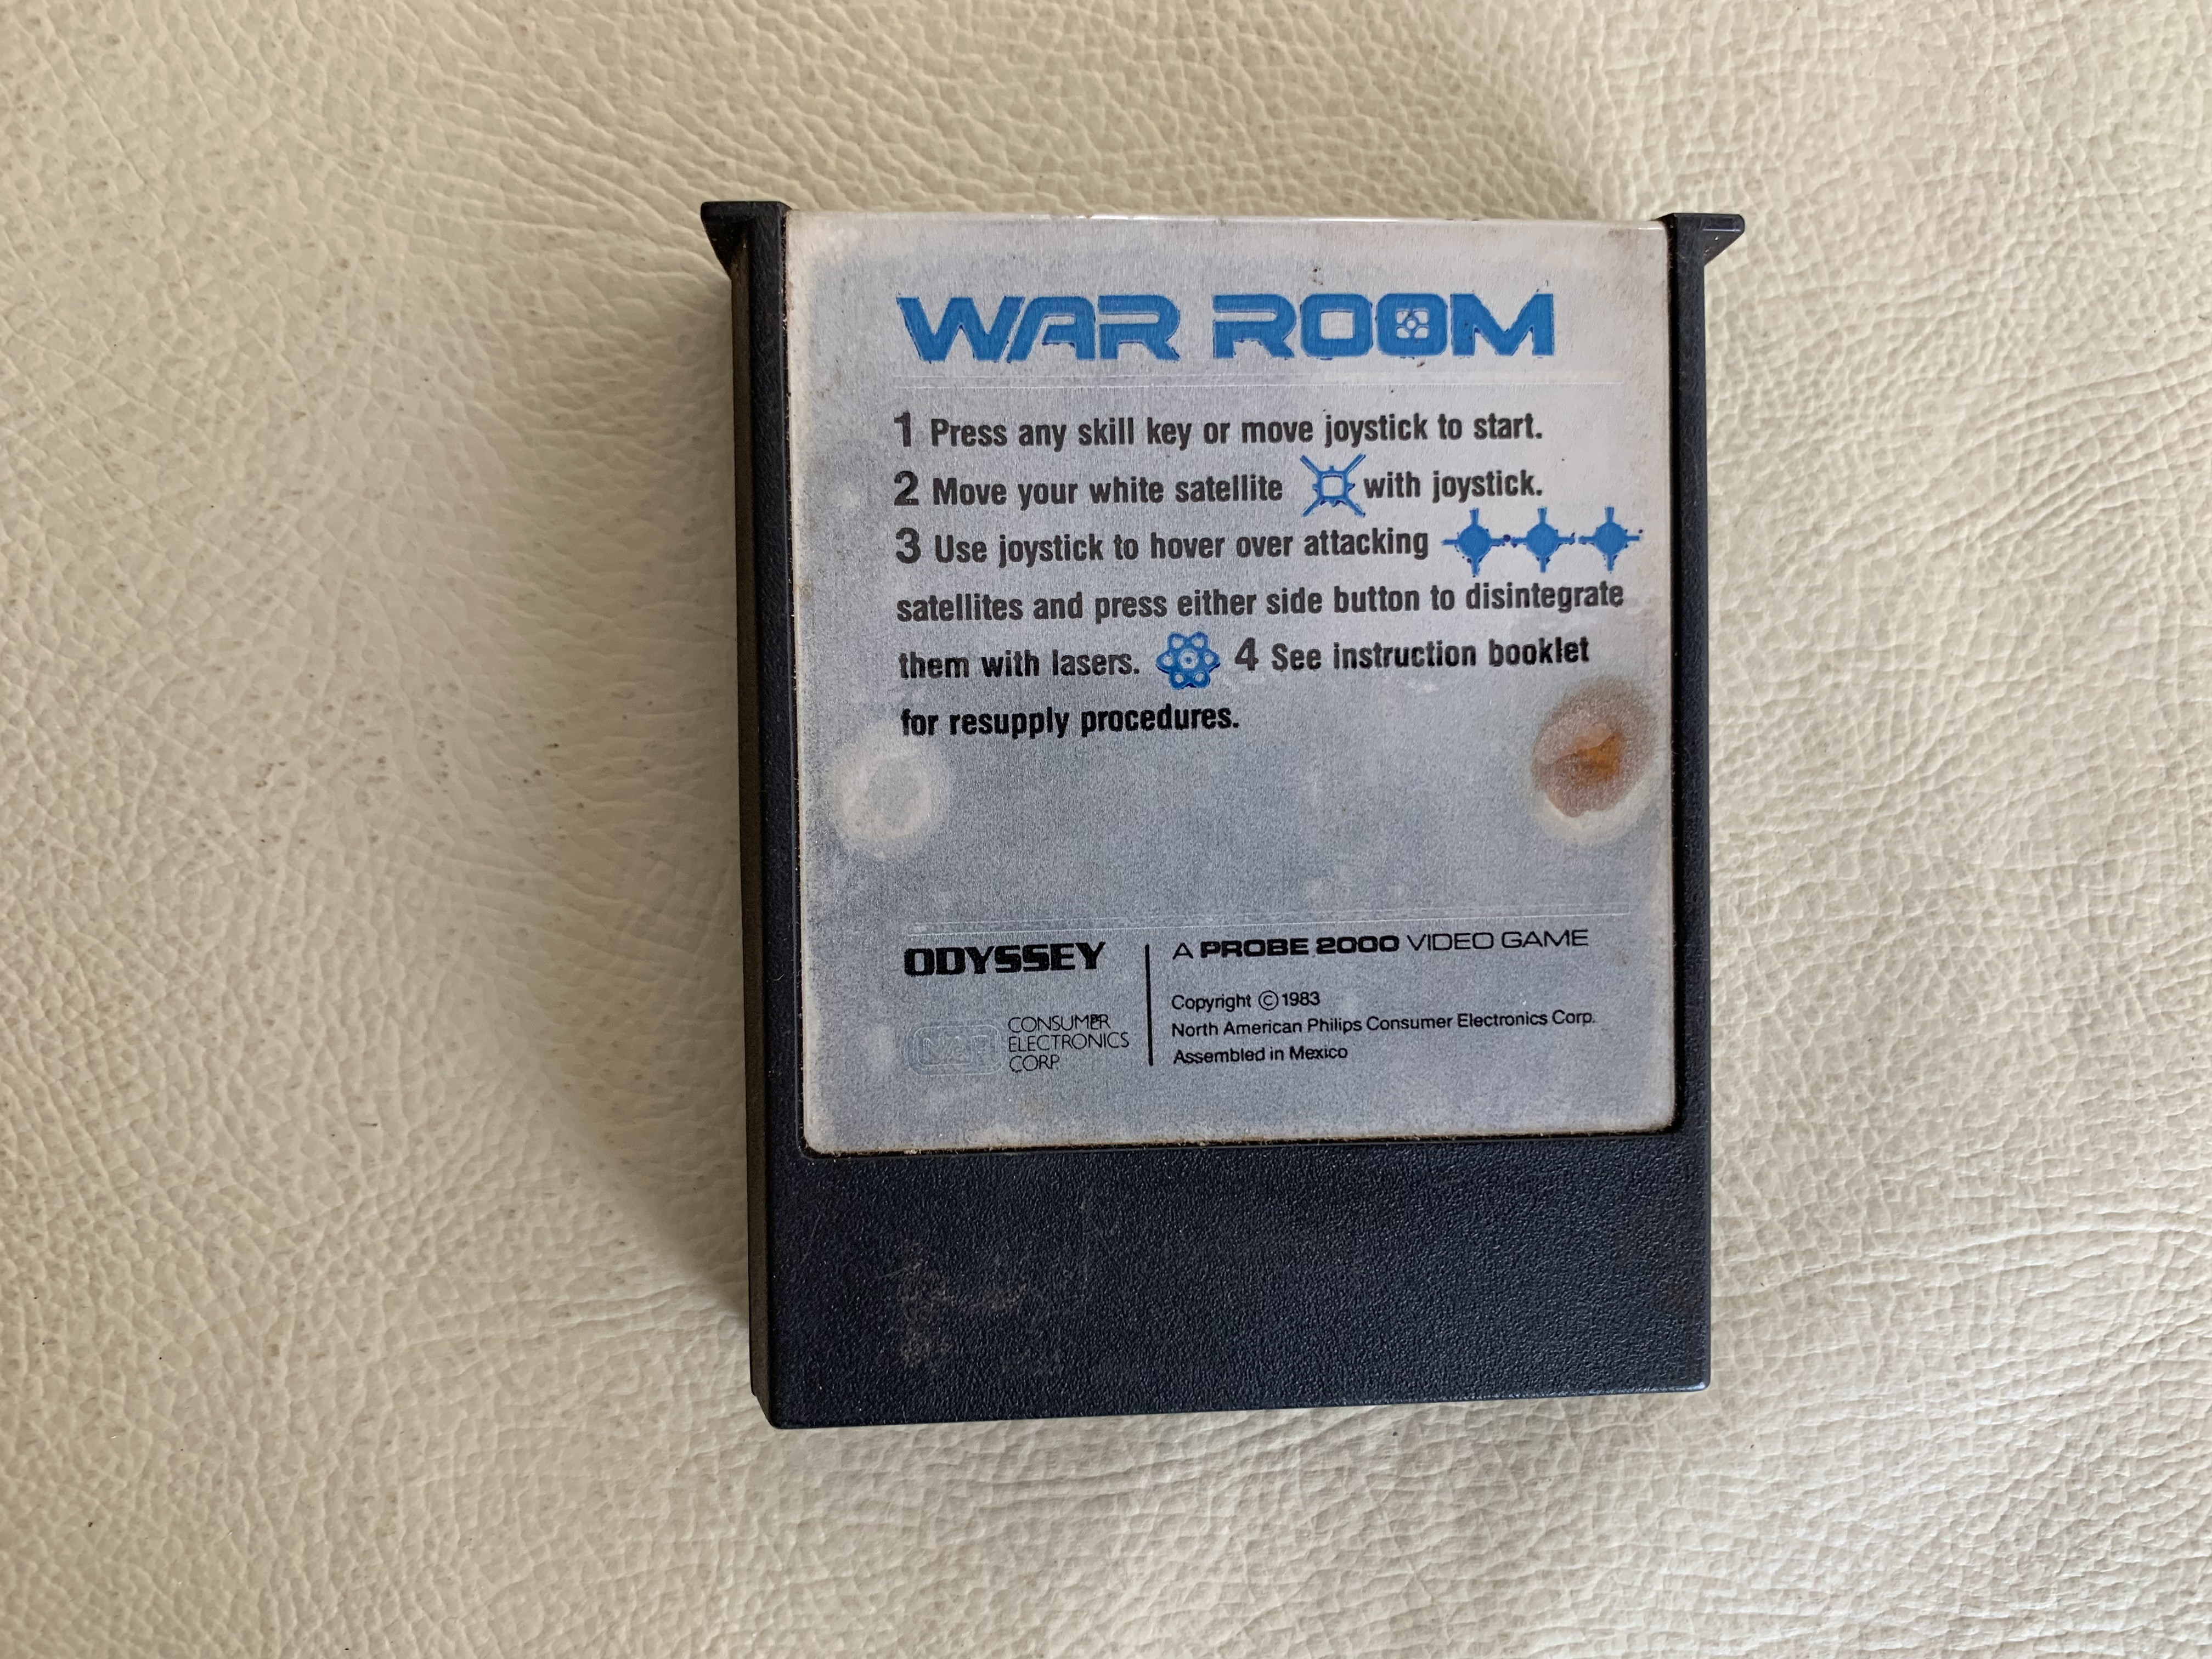 WAR ROOM
1 Press any skill key or move joystick to start.
2 Move your white satellite with joystick.
3 Use joystick to hover over attacking
satellites and press either side button to disintegrate
them with lasers. 4 See instruction booklet
for resupply procedures.
ODYSSEY
NAP
CONSUMER
ELECTRONICS
CORP.
A PROBE 2000 VIDEO GAME
Copyright ©1983
North American Philips Consumer Electronics Corp.
Assembled in Mexico